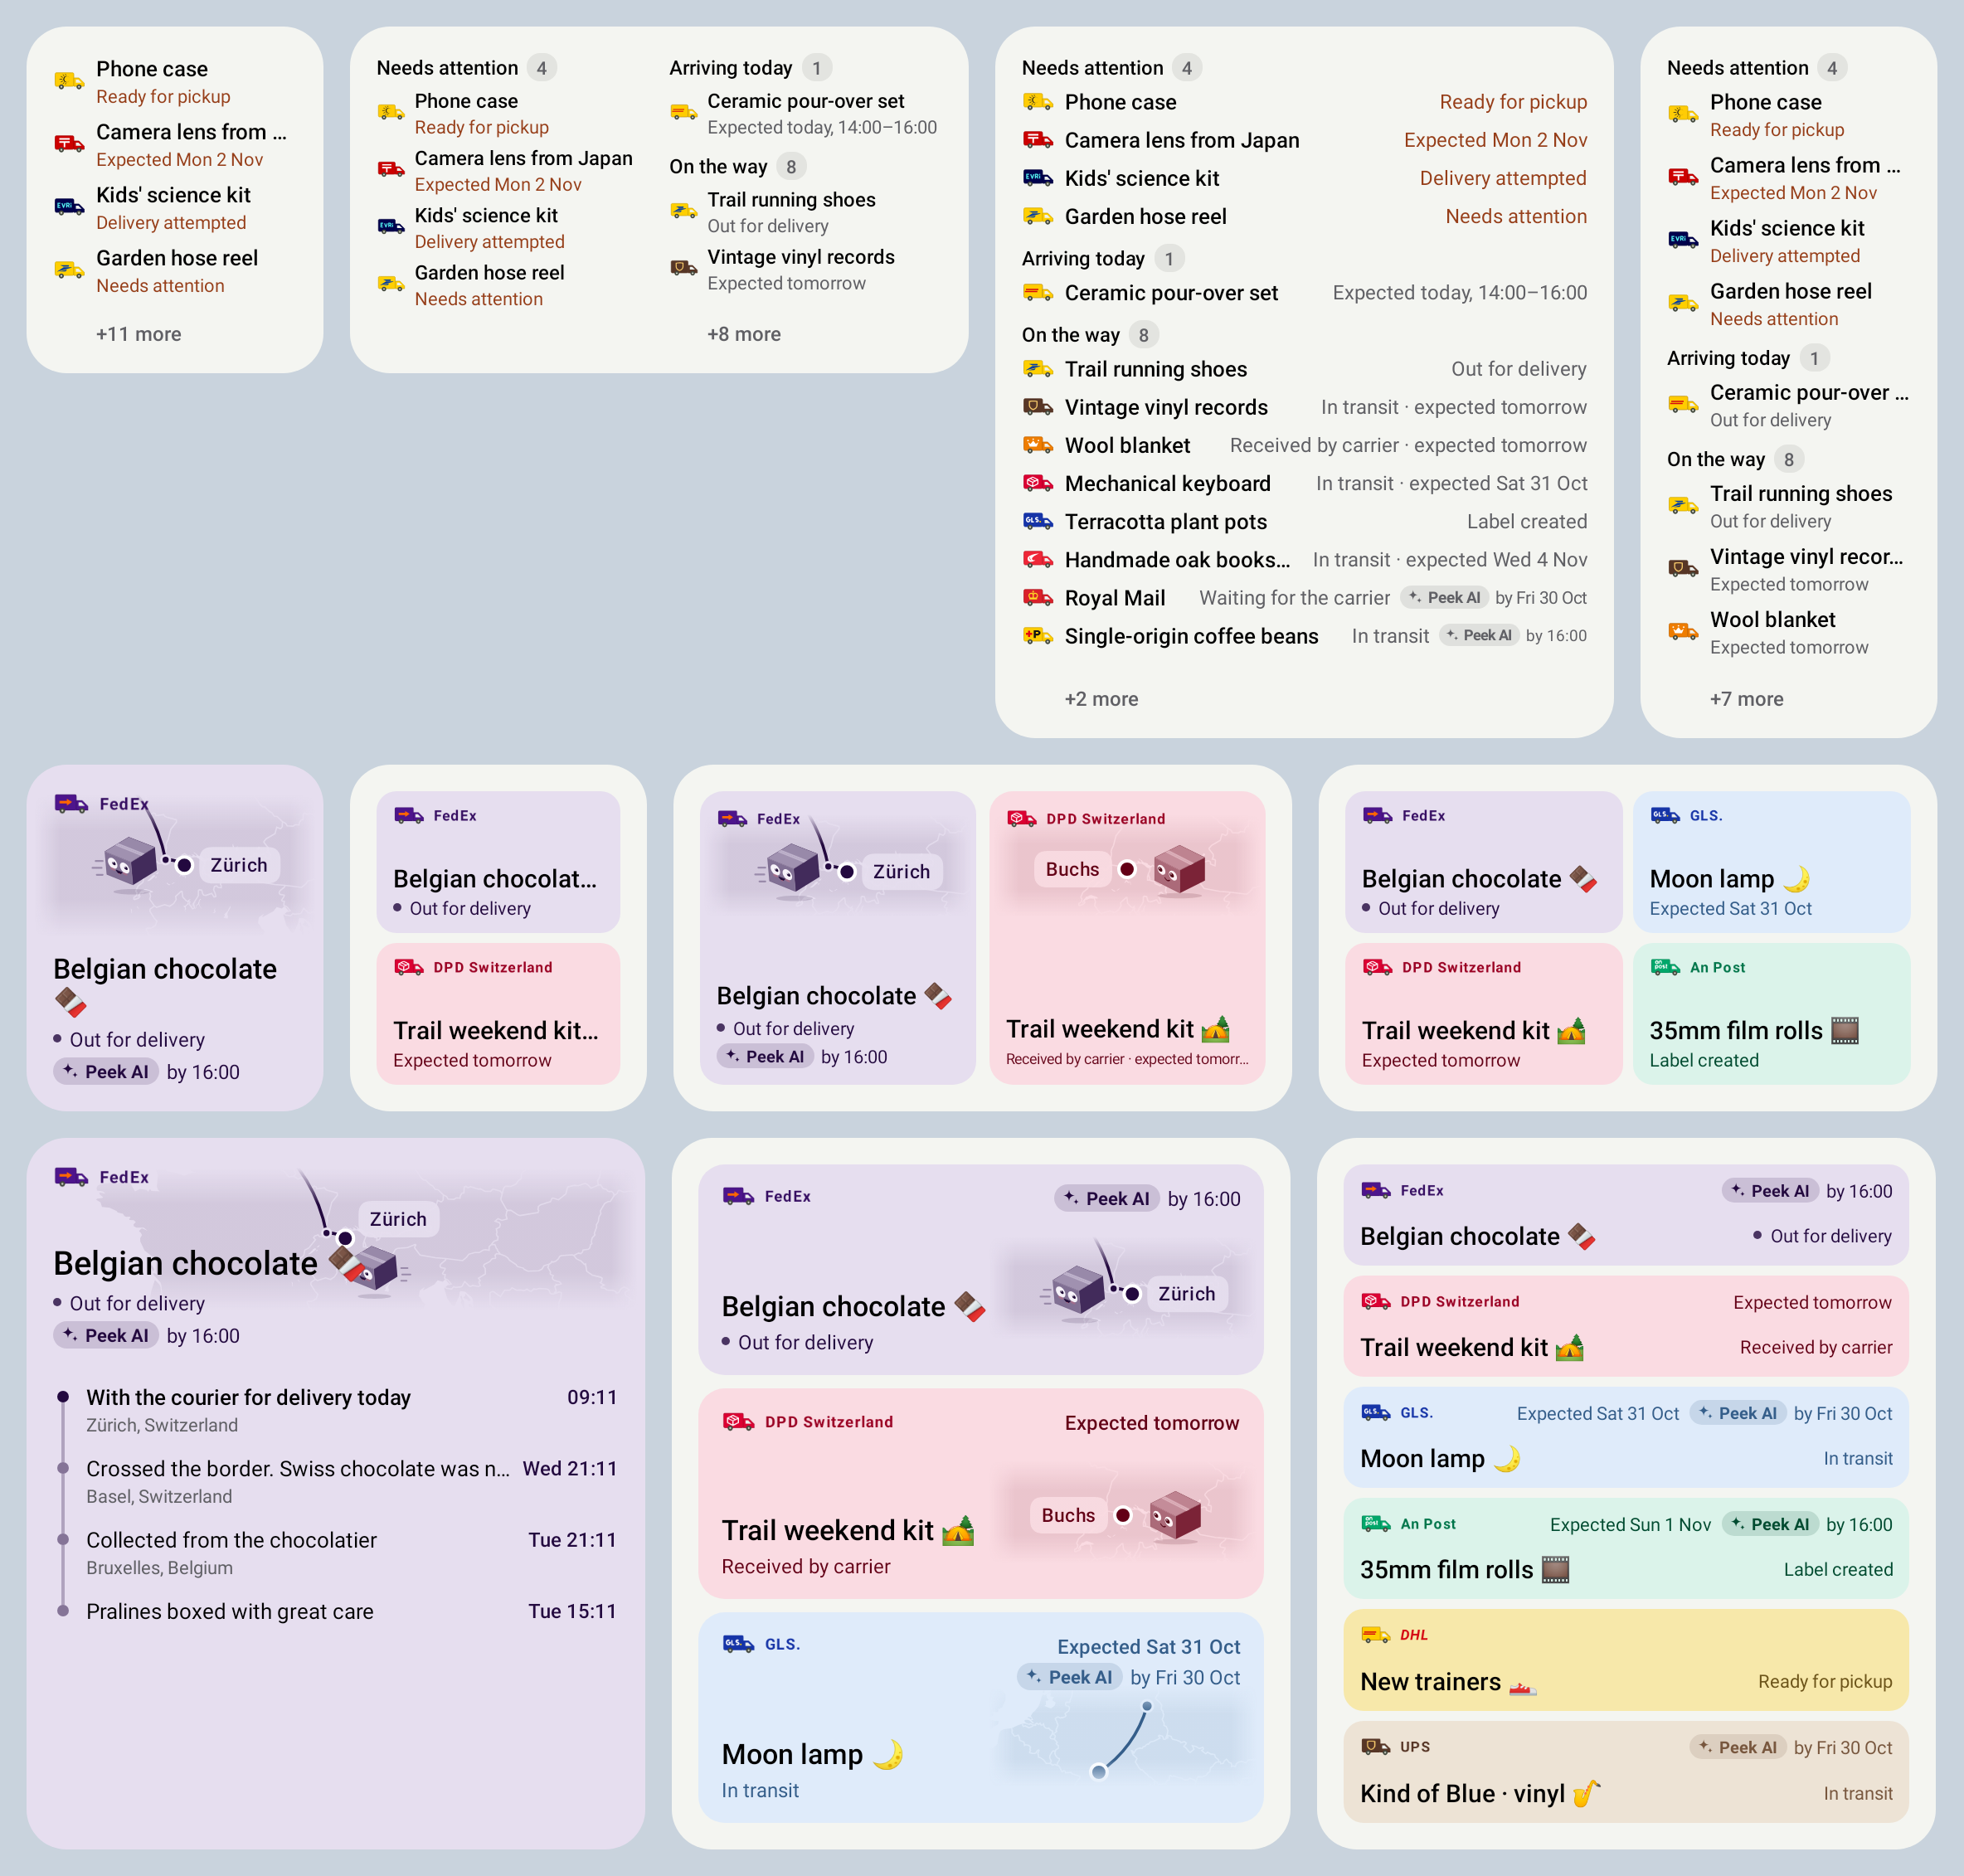 Phone case
Ready for pickup
Camera lens from ...
Expected Mon 2 Nov
EVRi
Kids' science kit
Delivery attempted
Garden hose reel
Needs attention
+11 more
Needs attention 4
Phone case
Ready for pickup
Camera lens from Japan
Expected Mon 2 Nov
EVRi
Kids' science kit
Delivery attempted
Garden hose reel
Needs attention
Arriving today 1
Ceramic pour-over set
Expected today, 14:00–16:00
On the way 8
Trail running shoes
Out for delivery
Vintage vinyl records
Expected tomorrow
+8 more
Needs attention 4
Phone case Ready for pickup
Camera lens from Japan Expected Mon 2 Nov
EVRi Kids' science kit Delivery attempted
Garden hose reel Needs attention
Arriving today 1
Ceramic pour-over set Expected today, 14:00–16:00
On the way 8
Trail running shoes Out for delivery
Vintage vinyl records In transit · expected tomorrow
Wool blanket Received by carrier · expected tomorrow
Mechanical keyboard In transit · expected Sat 31 Oct
GLS. Terracotta plant pots Label created
Handmade oak books... In transit · expected Wed 4 Nov
Royal Mail Waiting for the carrier Peek AI by Fri 30 Oct
+P Single-origin coffee beans In transit Peek AI by 16:00
+2 more
Needs attention 4
Phone case
Ready for pickup
Camera lens from ...
Expected Mon 2 Nov
EVRi
Kids' science kit
Delivery attempted
Garden hose reel
Needs attention
Arriving today 1
Ceramic pour-over ...
Out for delivery
On the way 8
Trail running shoes
Out for delivery
Vintage vinyl recor...
Expected tomorrow
Wool blanket
Expected tomorrow
+7 more
FedEx
Zürich
Belgian chocolate 🍫
Out for delivery
Peek AI by 16:00
FedEx
Belgian chocolat...
Out for delivery
DPD Switzerland
Trail weekend kit...
Expected tomorrow
FedEx
Zürich
Belgian chocolate 🍫
Out for delivery
Peek AI by 16:00
DPD Switzerland
Buchs
Trail weekend kit 🏕️
Received by carrier · expected tomorr...
FedEx
Belgian chocolate 🍫
Out for delivery
GLS. GLS.
Moon lamp 🌙
Expected Sat 31 Oct
DPD Switzerland
Trail weekend kit 🏕️
Expected tomorrow
an post An Post
35mm film rolls 🎞️
Label created
FedEx
Zürich
Belgian chocolate 🍫
Out for delivery
Peek AI by 16:00
With the courier for delivery today 09:11
Zürich, Switzerland
Crossed the border. Swiss chocolate was n... Wed 21:11
Basel, Switzerland
Collected from the chocolatier Tue 21:11
Bruxelles, Belgium
Pralines boxed with great care Tue 15:11
FedEx Peek AI by 16:00
Zürich
Belgian chocolate 🍫
Out for delivery
DPD Switzerland Expected tomorrow
Buchs
Trail weekend kit 🏕️
Received by carrier
GLS. GLS. Expected Sat 31 Oct
Peek AI by Fri 30 Oct
Moon lamp 🌙
In transit
FedEx Peek AI by 16:00
Belgian chocolate 🍫 Out for delivery
DPD Switzerland Expected tomorrow
Trail weekend kit 🏕️ Received by carrier
GLS. GLS. Expected Sat 31 Oct Peek AI by Fri 30 Oct
Moon lamp 🌙 In transit
an post An Post Expected Sun 1 Nov Peek AI by 16:00
35mm film rolls 🎞️ Label created
DHL
New trainers 👟 Ready for pickup
UPS Peek AI by Fri 30 Oct
Kind of Blue · vinyl 🎷 In transit